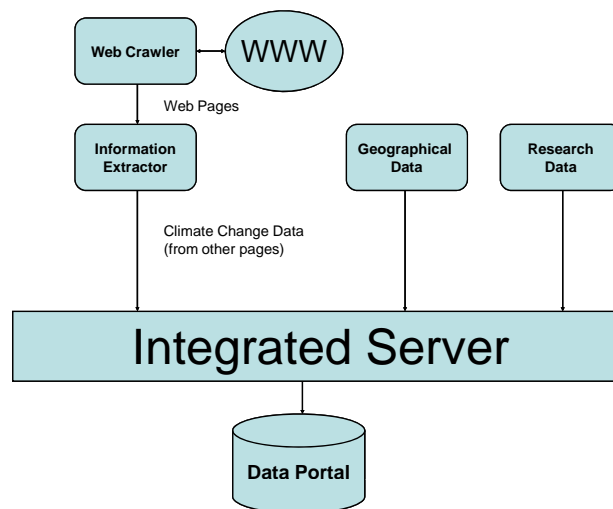 Web Crawler
WWW
Web Pages
Information
Extractor
Geographical
Data
Research
Data
Climate Change Data
(from other pages)
Integrated Server
Data Portal